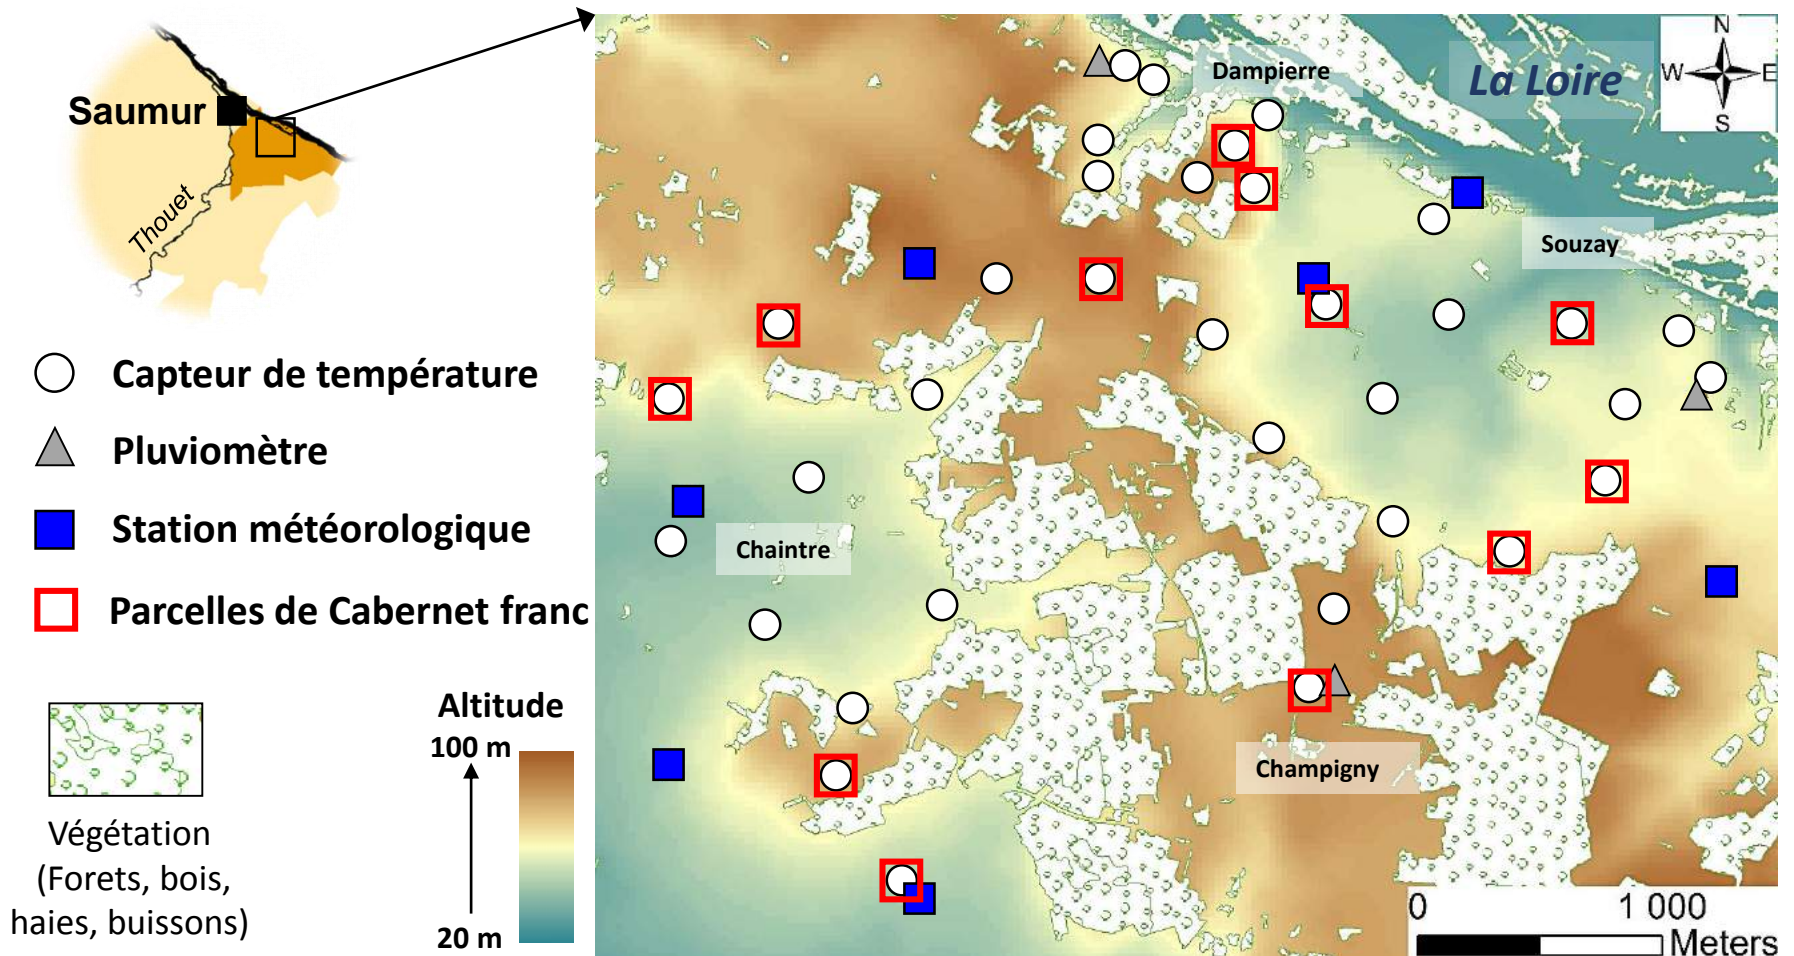 Saumur
Thouet
Capteur de température
Pluviomètre
Station météorologique
Parcelles de Cabernet franc
Végétation
(Forets, bois,
haies, buissons)
Altitude
100 m
20 m
Dampierre
La Loire
N
W
E
S
Souzay
Chaintre
Champigny
0
1 000
Meters